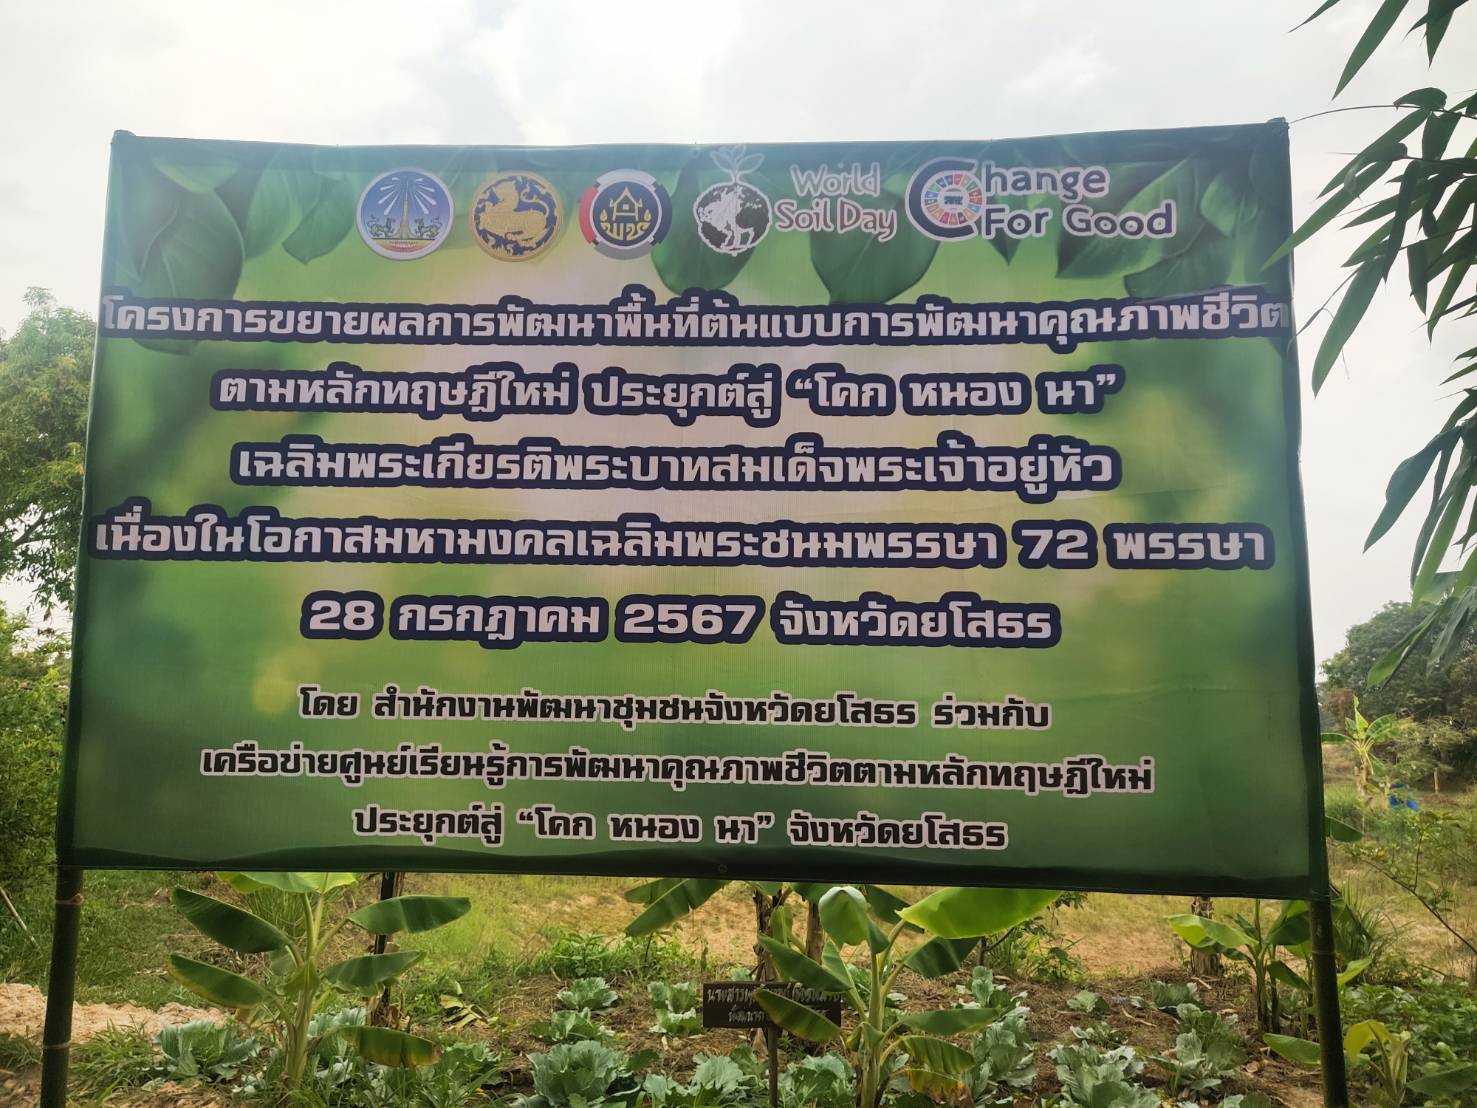 World
Soil Day
Change
For Good
พช
โครงการขยายผลการพัฒนาพื้นที่ต้นแบบการพัฒนาคุณภาพชีวิต
ตามหลักทฤษฎีใหม่ ประยุกต์สู่ “โคก หนอง นา”
เฉลิมพระเกียรติพระบาทสมเด็จพระเจ้าอยู่หัว
เนื่องในโอกาสมหามงคลเฉลิมพระชนมพรรษา 72 พรรษา
28 กรกฎาคม 2567 จังหวัดยโสธร
โดย สำนักงานพัฒนาชุมชนจังหวัดยโสธร ร่วมกับ
เครือข่ายศูนย์เรียนรู้การพัฒนาคุณภาพชีวิตตามหลักทฤษฎีใหม่
ประยุกต์สู่ “โคก หนอง นา” จังหวัดยโสธร